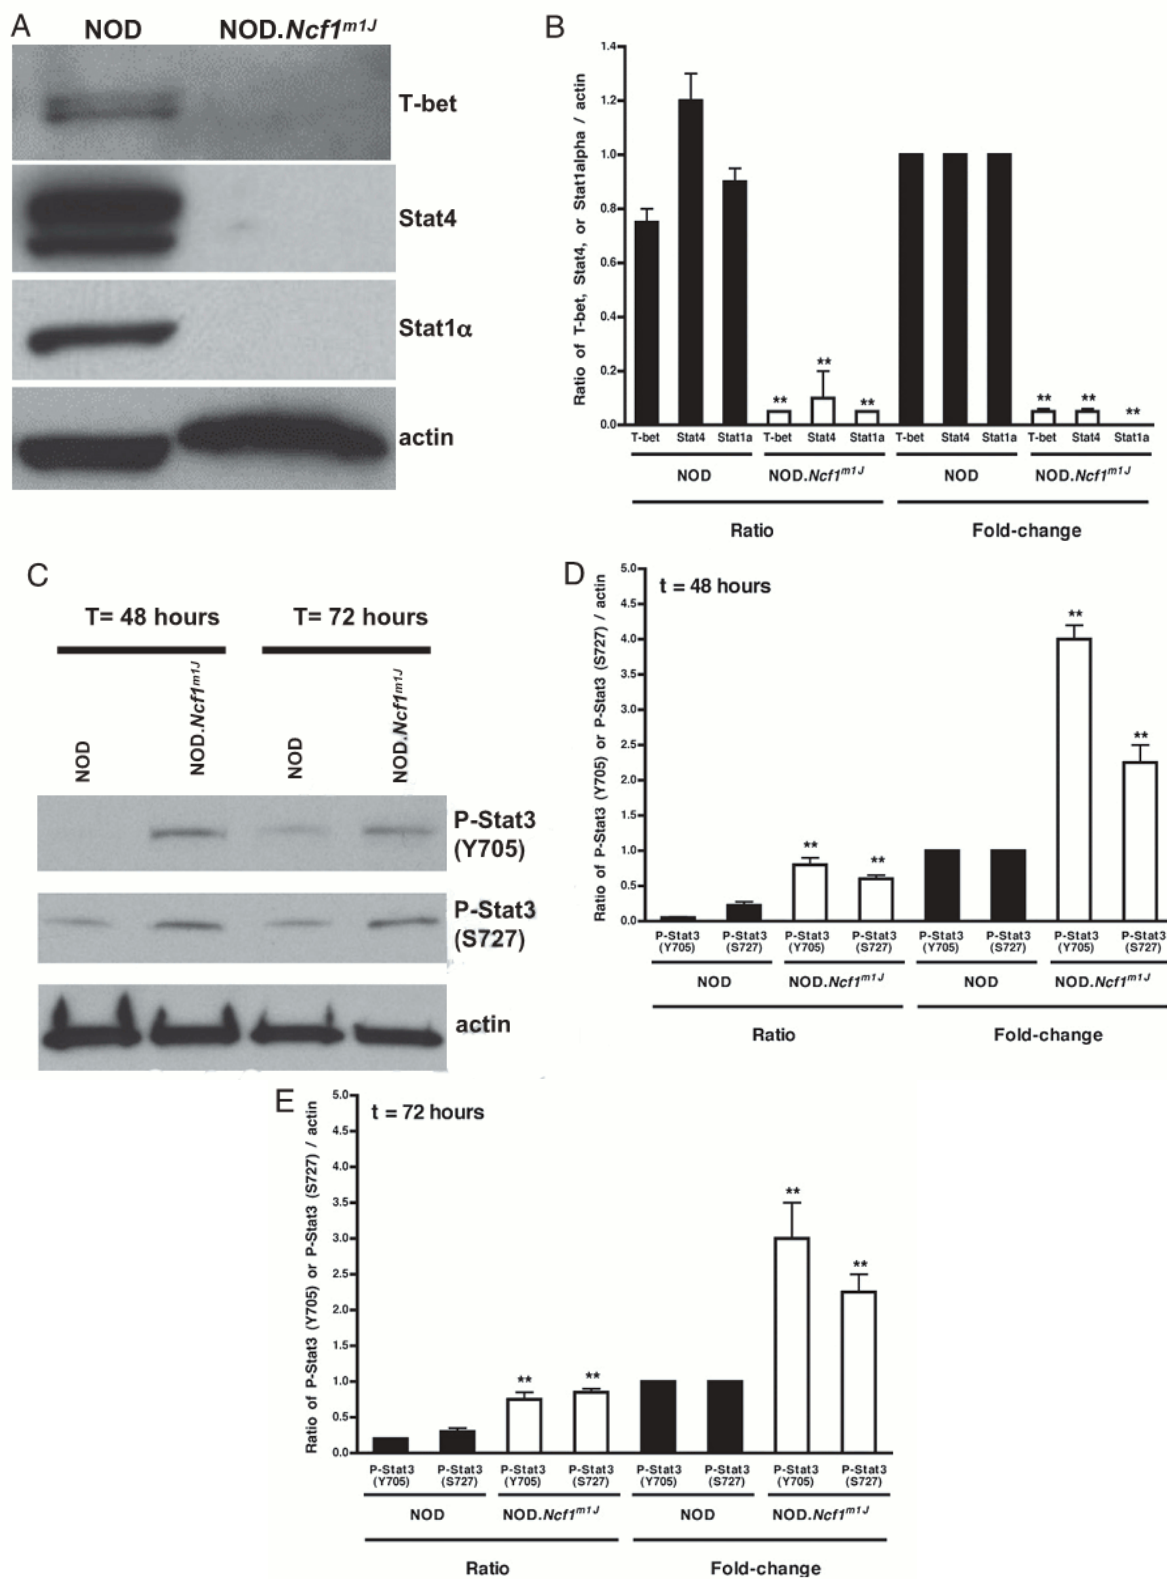 A
NOD NOD.Ncf1m1J
T-bet
Stat4
Stat1α
actin
B
Ratio of T-bet, Stat4, or Stat1alpha / actin
1.4
1.2
1.0
0.8
0.6
0.4
0.2
0.0
** ** ** ** ** **
T-bet Stat4 Stat1a T-bet Stat4 Stat1a T-bet Stat4 Stat1a T-bet Stat4 Stat1a
NOD NOD.Ncf1m1J NOD NOD.Ncf1m1J
Ratio Fold-change
C
T= 48 hours T= 72 hours
NOD NOD.Ncf1m1J NOD NOD.Ncf1m1J
P-Stat3
(Y705)
P-Stat3
(S727)
actin
D
t = 48 hours
Ratio of P-Stat3 (Y705) or P-Stat3 (S727) / actin
5.0
4.5
4.0
3.5
3.0
2.5
2.0
1.5
1.0
0.5
0.0
** ** ** **
P-Stat3 P-Stat3 P-Stat3 P-Stat3 P-Stat3 P-Stat3 P-Stat3 P-Stat3
(Y705) (S727) (Y705) (S727) (Y705) (S727) (Y705) (S727)
NOD NOD.Ncf1m1J NOD NOD.Ncf1m1J
Ratio Fold-change
E
t = 72 hours
Ratio of P-Stat3 (Y705) or P-Stat3 (S727) / actin
5.0
4.5
4.0
3.5
3.0
2.5
2.0
1.5
1.0
0.5
0.0
** ** ** **
P-Stat3 P-Stat3 P-Stat3 P-Stat3 P-Stat3 P-Stat3 P-Stat3 P-Stat3
(Y705) (S727) (Y705) (S727) (Y705) (S727) (Y705) (S727)
NOD NOD.Ncf1m1J NOD NOD.Ncf1m1J
Ratio Fold-change